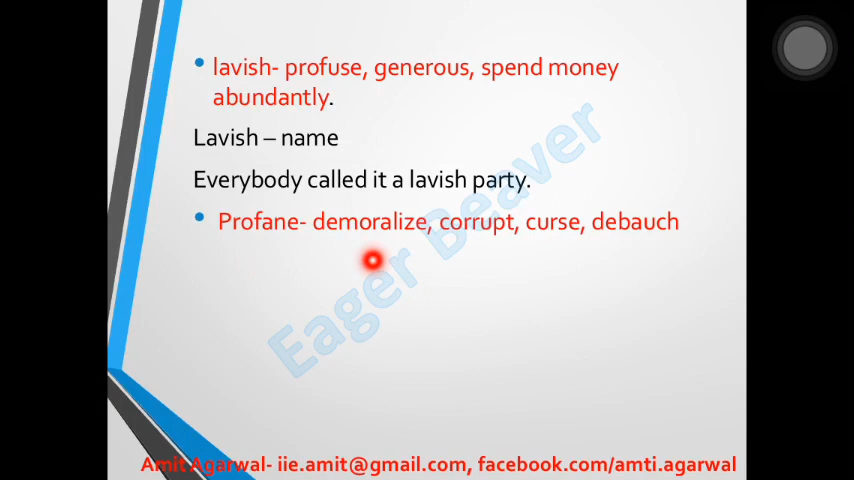 lavish- profuse, generous, spend money
abundantly.
Lavish – name
Everybody called it a lavish party.
Profane- demoralize, corrupt, curse, debauch
Eager Beaver
Amit Agarwal- iie.amit@gmail.com, facebook.com/amti.agarwal